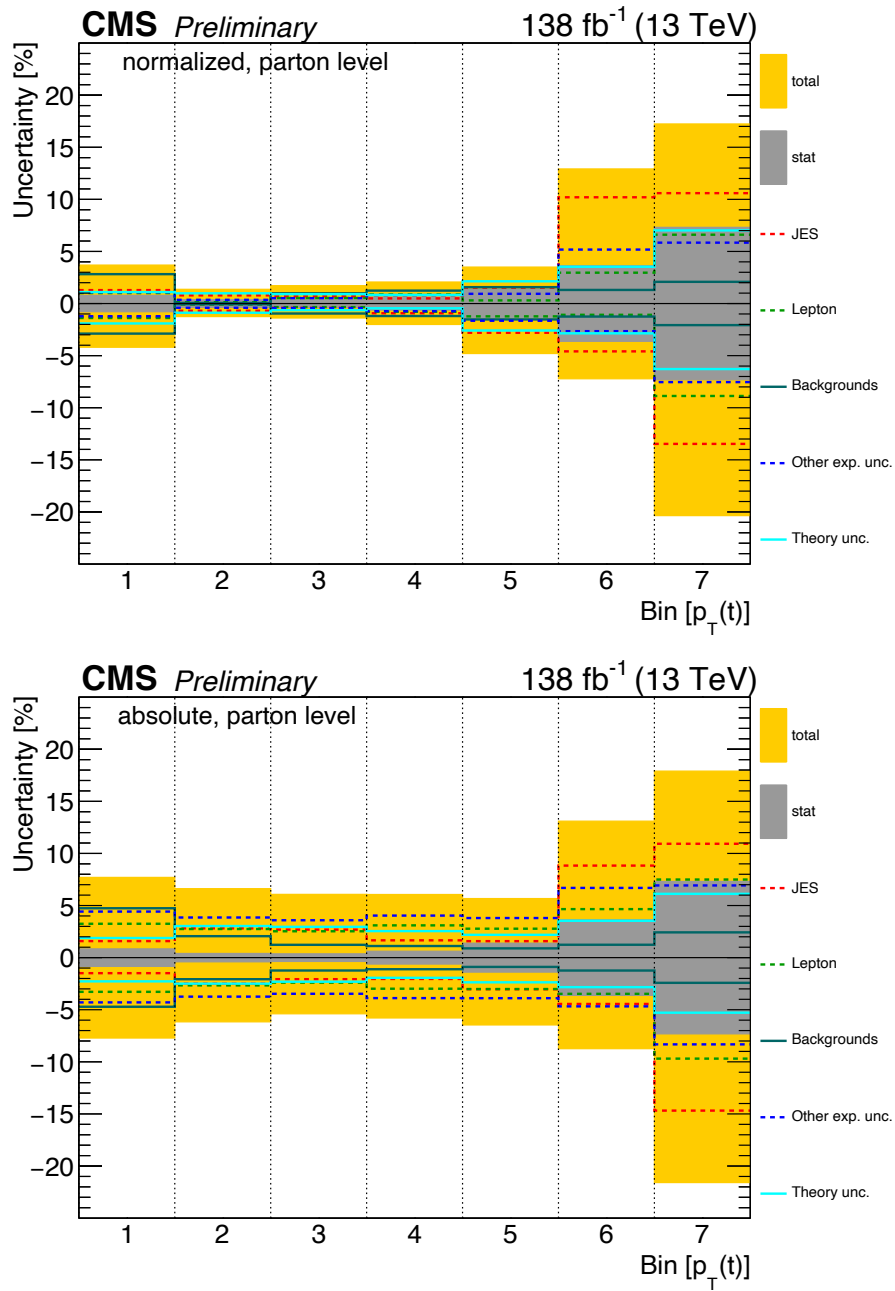 CMS Preliminary 138 fb⁻¹ (13 TeV)
normalized, parton level
Uncertainty [%]
20
15
10
5
0
−5
−10
−15
−20
1 2 3 4 5 6 7
Bin [p_T(t)]
total
stat
JES
Lepton
Backgrounds
Other exp. unc.
Theory unc.
CMS Preliminary 138 fb⁻¹ (13 TeV)
absolute, parton level
Uncertainty [%]
20
15
10
5
0
−5
−10
−15
−20
1 2 3 4 5 6 7
Bin [p_T(t)]
total
stat
JES
Lepton
Backgrounds
Other exp. unc.
Theory unc.